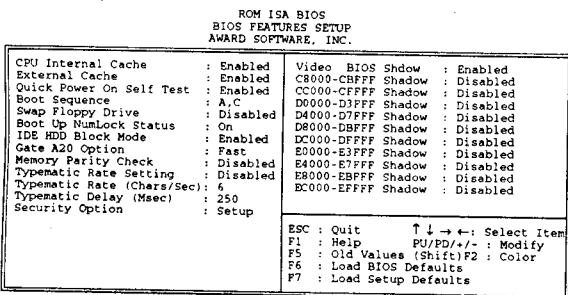 ROM ISA BIOS
BIOS FEATURES SETUP
AWARD SOFTWARE, INC.
CPU Internal Cache : Enabled
External Cache : Enabled
Quick Power On Self Test : Enabled
Boot Sequence : A,C
Swap Floppy Drive : Disabled
Boot Up NumLock Status : On
IDE HDD Block Mode : Enabled
Gate A20 Option : Fast
Memory Parity Check : Disabled
Typematic Rate Setting : Disabled
Typematic Rate (Chars/Sec): 6
Typematic Delay (Msec) : 250
Security Option : Setup
Video BIOS Shdow : Enabled
C8000-CBFFF Shadow : Disabled
CC000-CFFFF Shadow : Disabled
D0000-D3FFF Shadow : Disabled
D4000-D7FFF Shadow : Disabled
D8000-DBFFF Shadow : Disabled
DC000-DFFFF Shadow : Disabled
E0000-E3FFF Shadow : Disabled
E4000-E7FFF Shadow : Disabled
E8000-EBFFF Shadow : Disabled
EC000-EFFFF Shadow : Disabled
ESC : Quit ↑↓→←: Select Item
F1 : Help PU/PD/+/- : Modify
F5 : Old Values (Shift)F2 : Color
F6 : Load BIOS Defaults
F7 : Load Setup Defaults